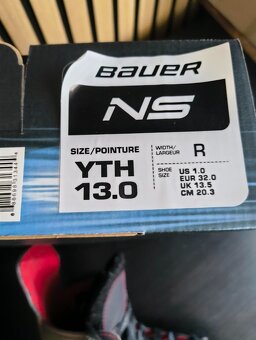 BAUER
NS
SIZE/POINTURE
YTH
13.0
WIDTH/
LARGEUR
R
SHOE
SIZE
US 1.0
EUR 32.0
UK 13.5
CM 20.3